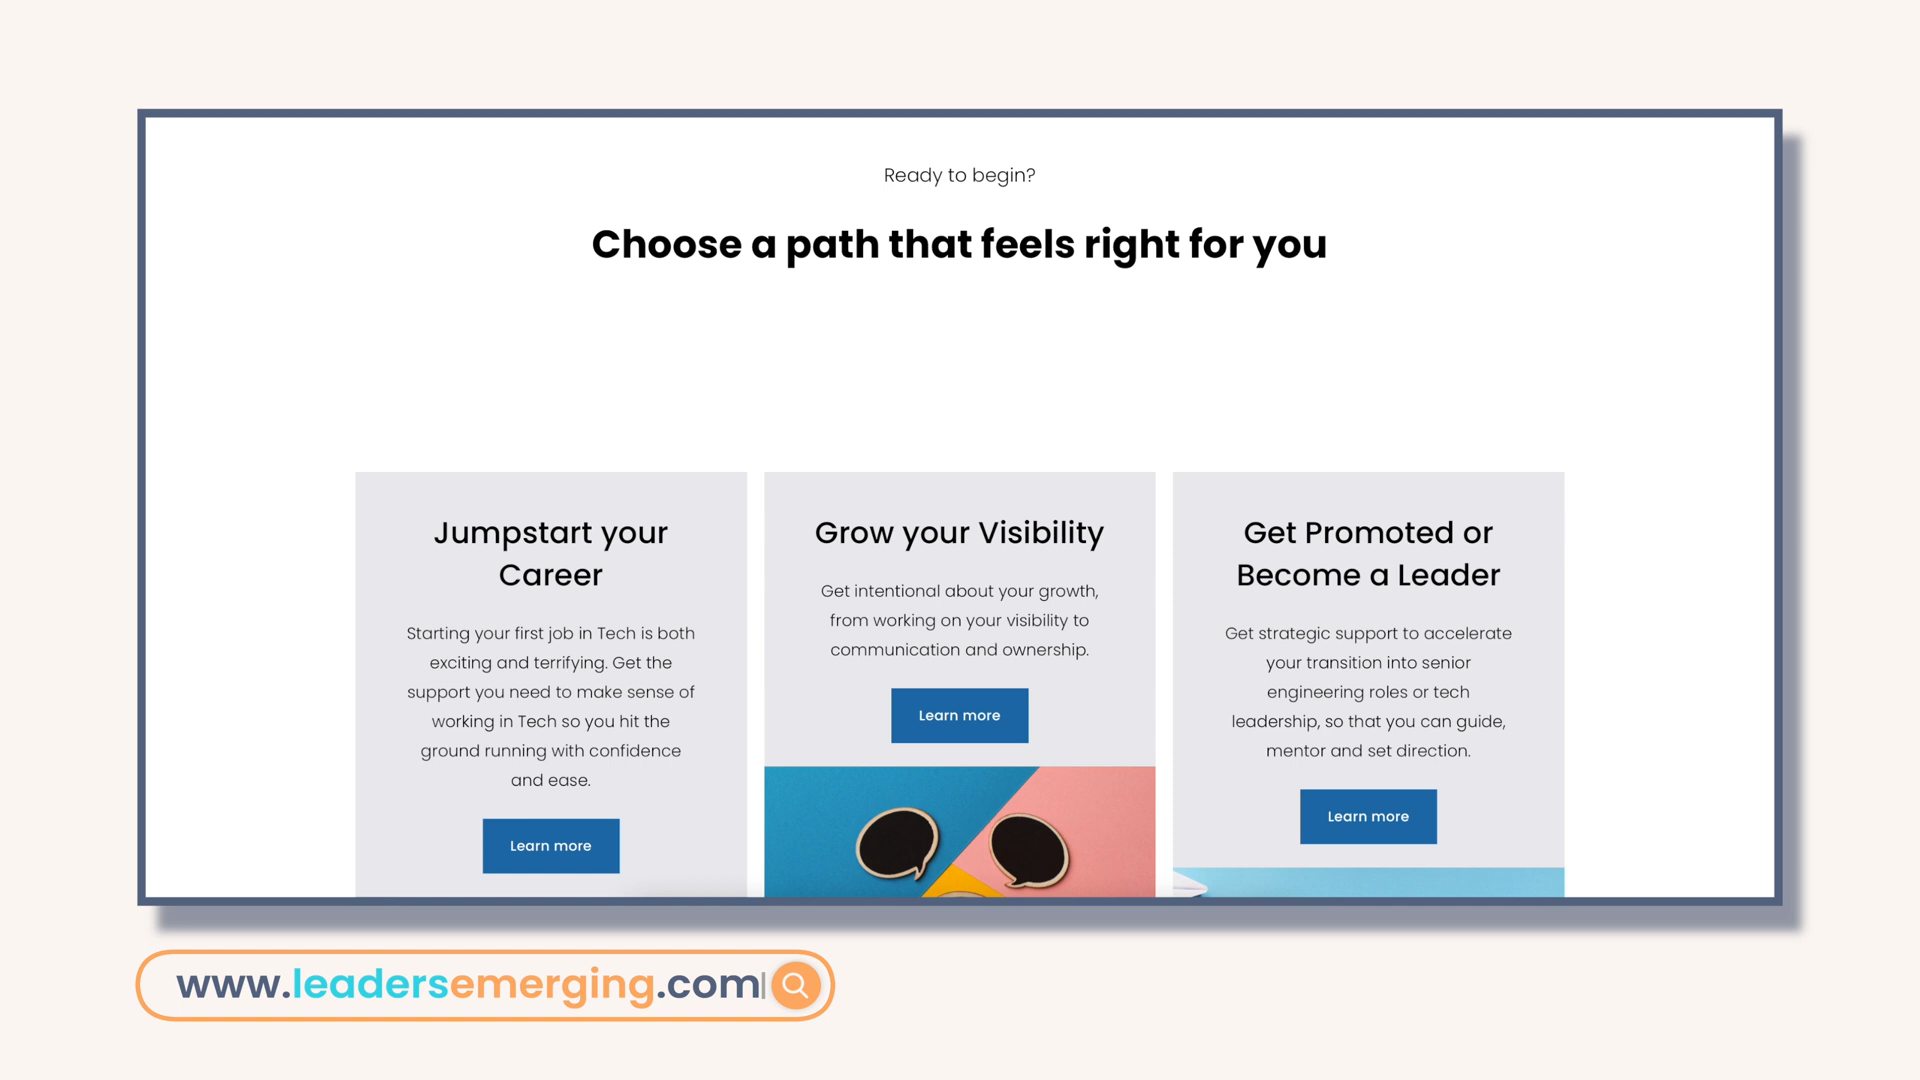 Ready to begin?
Choose a path that feels right for you
Jumpstart your
Career
Starting your first job in Tech is both
exciting and terrifying. Get the
support you need to make sense of
working in Tech so you hit the
ground running with confidence
and ease.
Learn more
Grow your Visibility
Get intentional about your growth,
from working on your visibility to
communication and ownership.
Learn more
Get Promoted or
Become a Leader
Get strategic support to accelerate
your transition into senior
engineering roles or tech
leadership, so that you can guide,
mentor and set direction.
Learn more
www.leadersemerging.com